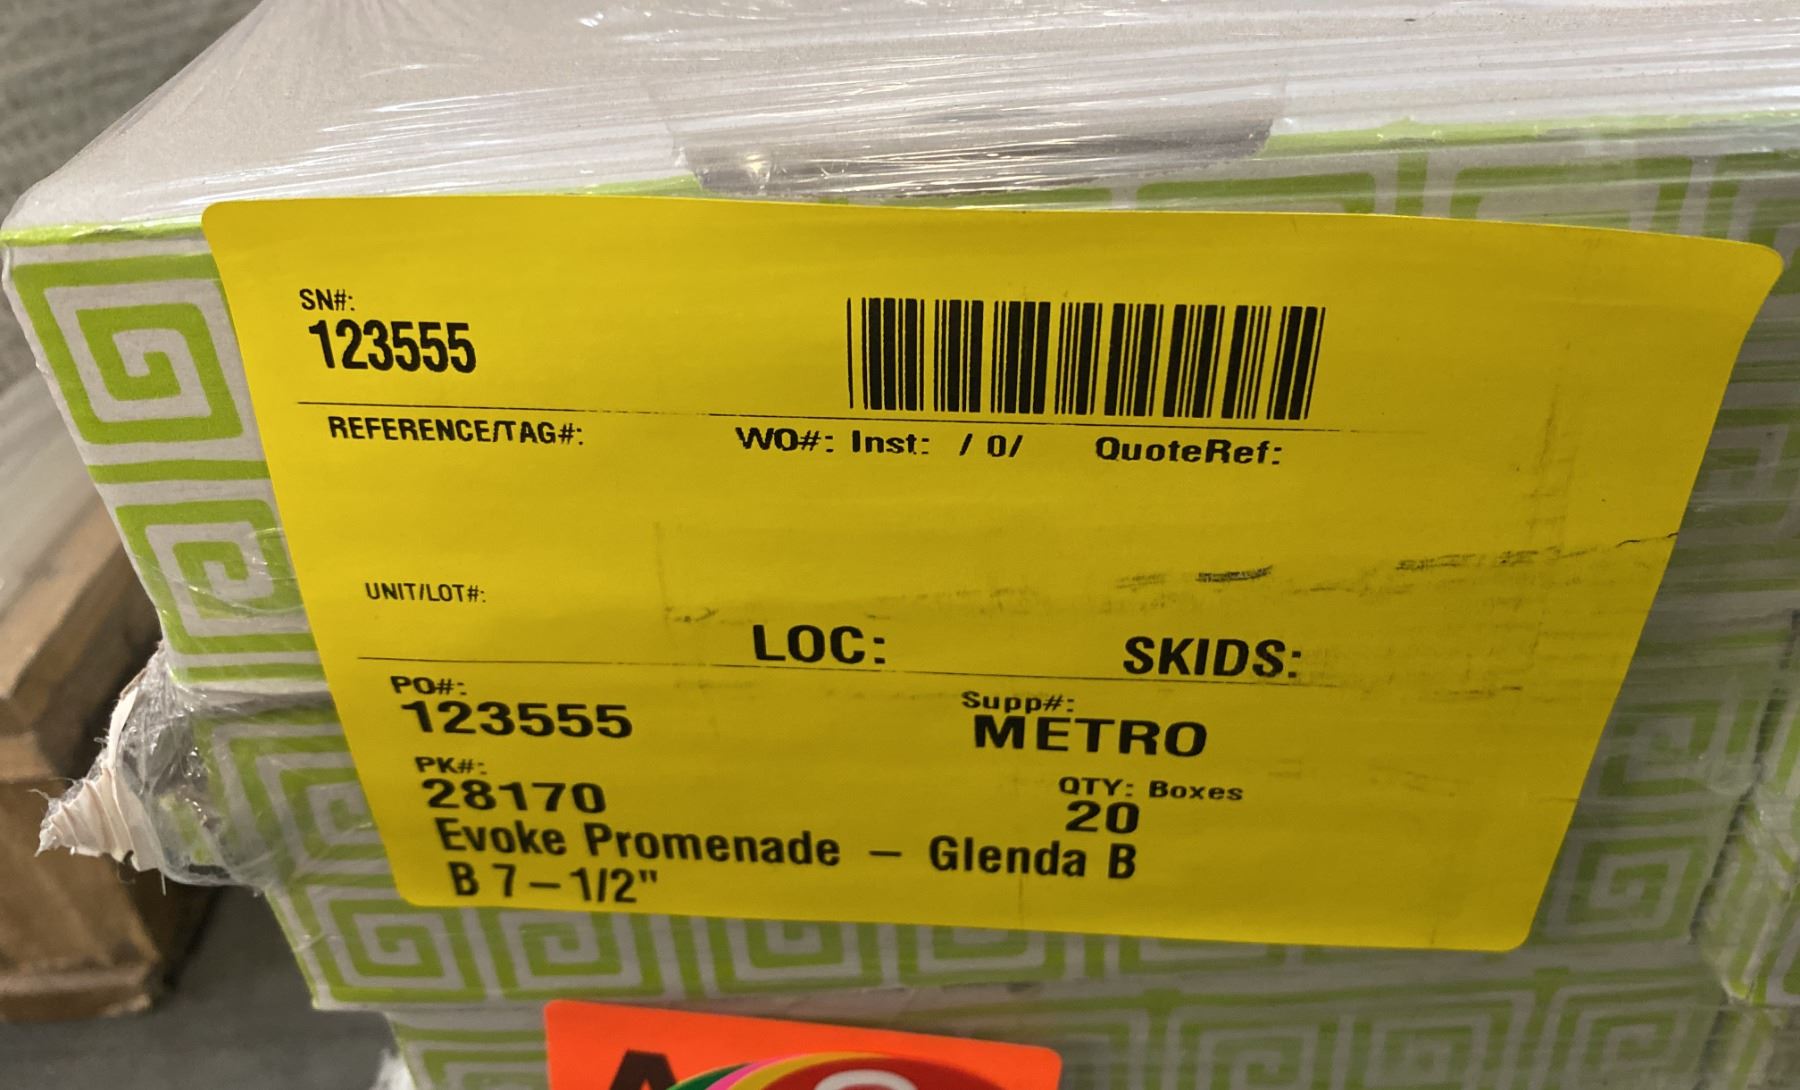 SN#:
123555
REFERENCE/TAG#: WO#: Inst: / 0/ QuoteRef:
UNIT/LOT#:
LOC: SKIDS:
PO#: Supp#:
123555 METRO
PK#: QTY: Boxes
28170 20
Evoke Promenade – Glenda B
B 7–1/2"